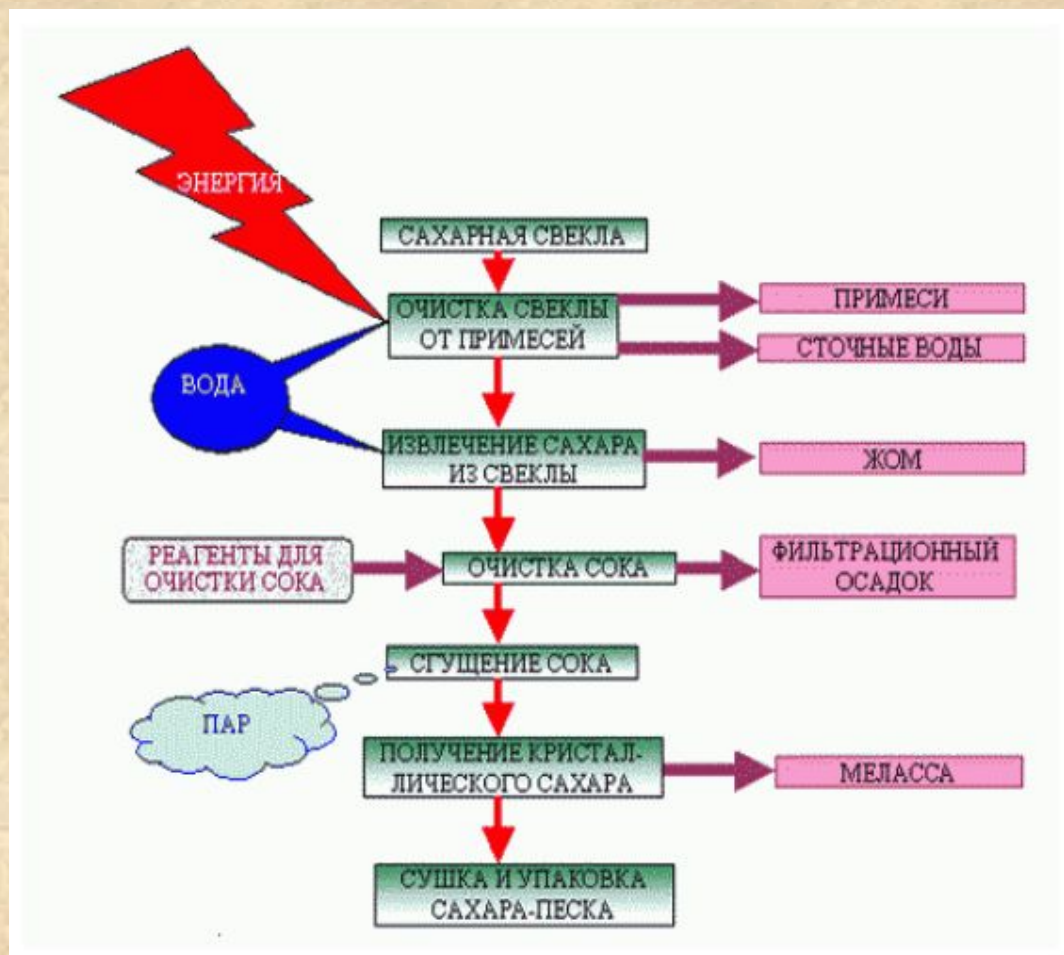 ЭНЕРГИЯ
САХАРНАЯ СВЕКЛА
ОЧИСТКА СВЕКЛЫ
ОТ ПРИМЕСЕЙ
ПРИМЕСИ
СТОЧНЫЕ ВОДЫ
ВОДА
ИЗВЛЕЧЕНИЕ САХАРА
ИЗ СВЕКЛЫ
ЖОМ
РЕАГЕНТЫ ДЛЯ
ОЧИСТКИ СОКА
ОЧИСТКА СОКА
ФИЛЬТРАЦИОННЫЙ
ОСАДОК
СГУЩЕНИЕ СОКА
ПАР
ПОЛУЧЕНИЕ КРИСТАЛ-
ЛИЧЕСКОГО САХАРА
МЕЛАССА
СУШКА И УПАКОВКА
САХАРА-ПЕСКА